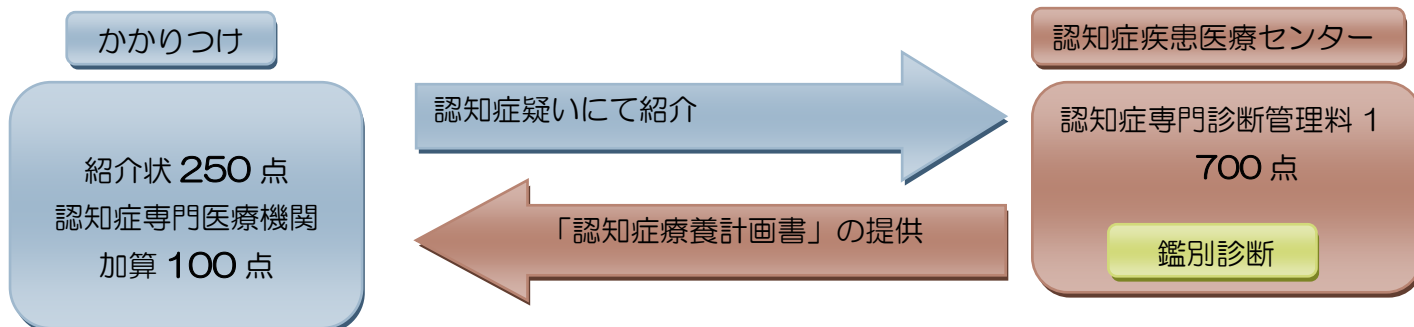 かかりつけ
紹介状 250 点
認知症専門医療機関
加算 100 点
認知症疑いにて紹介
「認知症療養計画書」の提供
認知症疾患医療センター
認知症専門診断管理料 1
700 点
鑑別診断